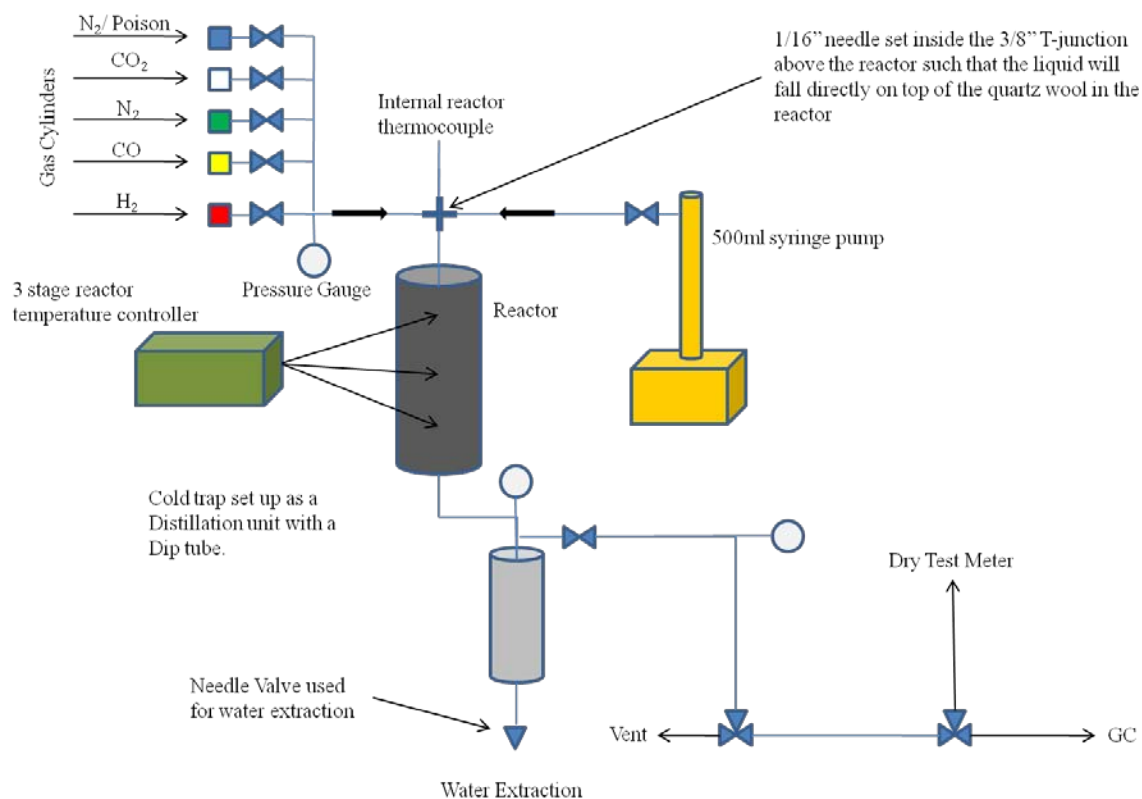 N₂/ Poison
CO₂
N₂
CO
H₂
Gas Cylinders
1/16” needle set inside the 3/8” T-junction
above the reactor such that the liquid will
fall directly on top of the quartz wool in the
reactor
Internal reactor
thermocouple
500ml syringe pump
Pressure Gauge
3 stage reactor
temperature controller
Reactor
Cold trap set up as a
Distillation unit with a
Dip tube.
Dry Test Meter
Needle Valve used
for water extraction
Vent
GC
Water Extraction